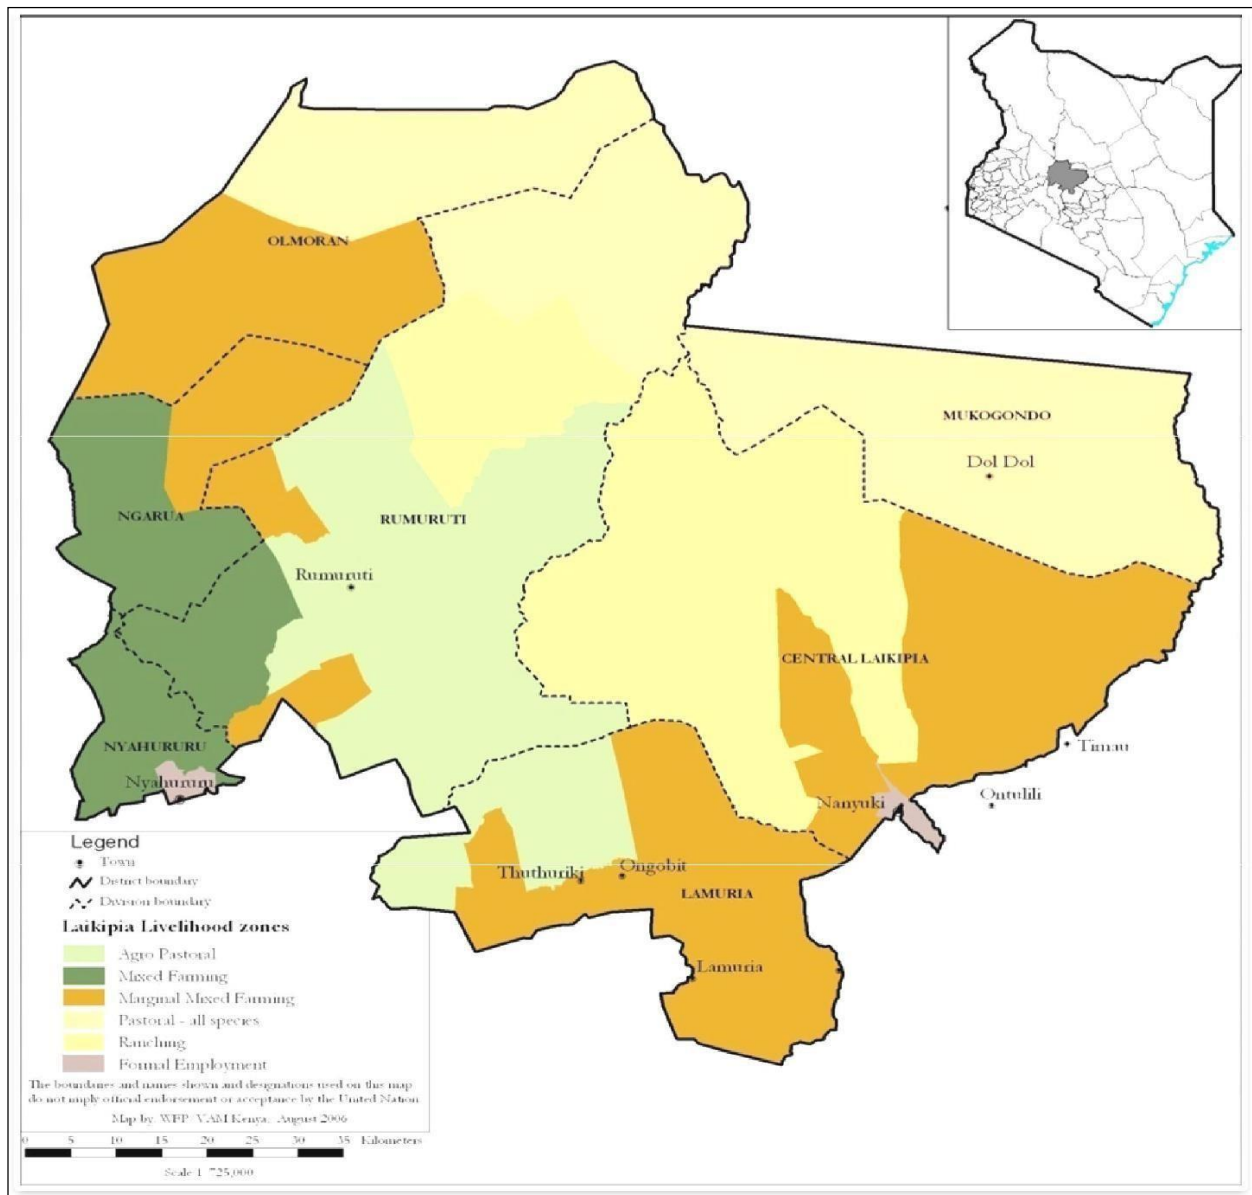 OLMORAN
MUKOGONDO
Dol Dol
NGARUA
RUMURUTI
Rumuruti
CENTRAL LAIKIPIA
NYAHURURU
Timau
Nyahururu
Ontulili
Nanyuki
Thuthuriki
Ongobit
LAMURIA
Lamuria
Legend
Town
District boundary
Division boundary
Laikipia Livelihood zones
Agro Pastoral
Mixed Farming
Marginal Mixed Farming
Pastoral - all species
Ranching
Formal Employment
The boundaries and names shown and designations used on this map
do not imply official endorsement or acceptance by the United Nation
Map by: WFP/VAM Kenya, August 2006
0 5 10 15 20 25 30 35 Kilometers
Scale 1 725,000